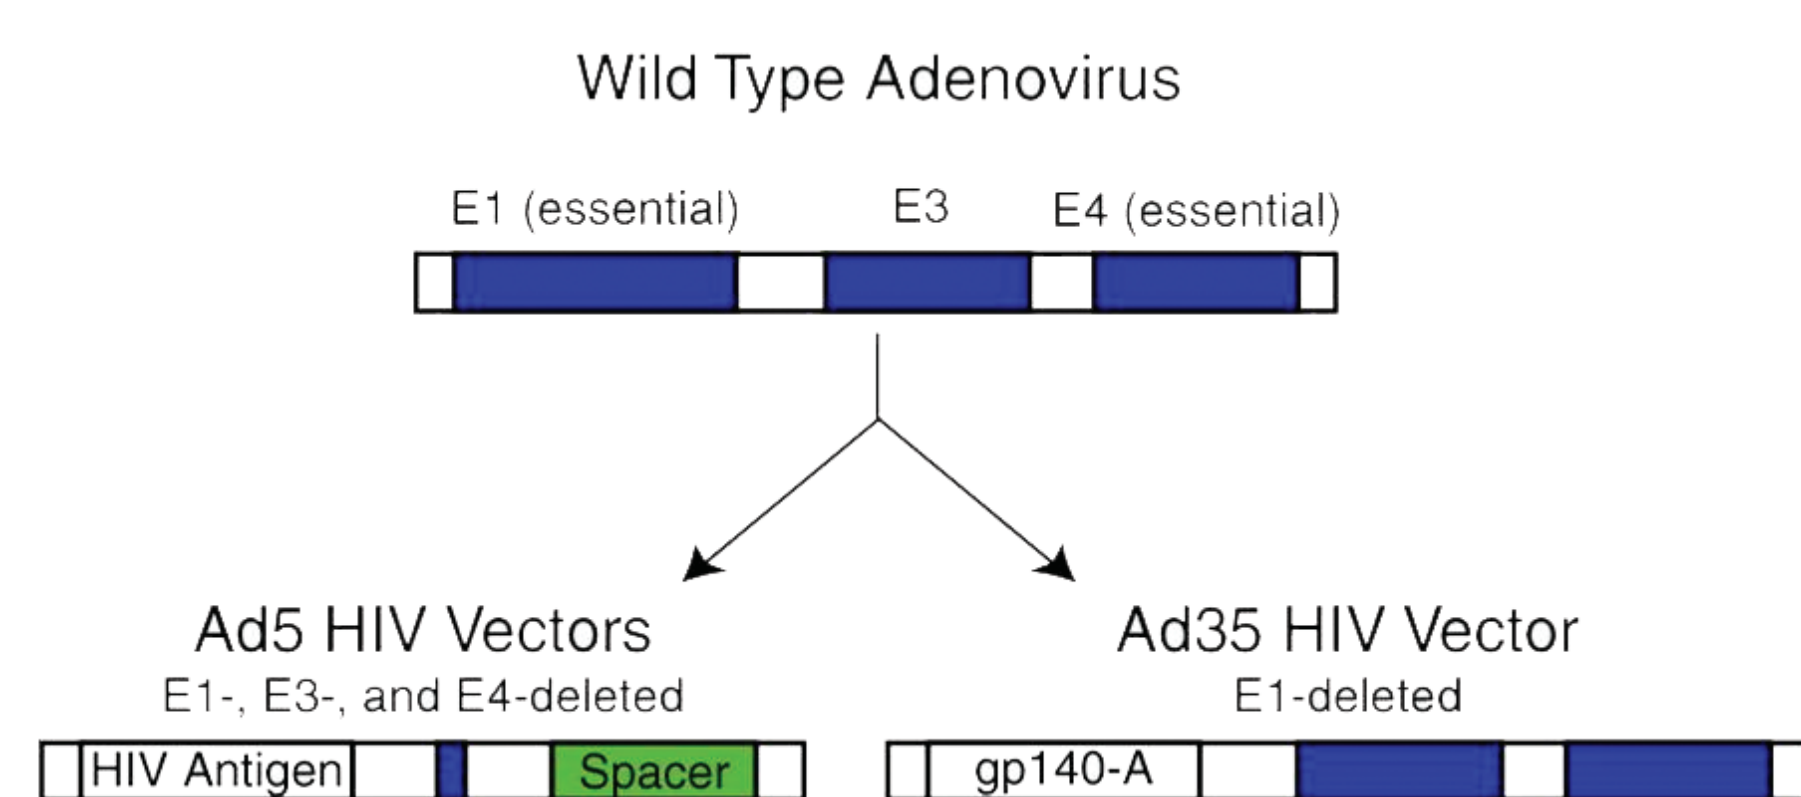 Wild Type Adenovirus
E1 (essential)
E3
E4 (essential)
Ad5 HIV Vectors
E1-, E3-, and E4-deleted
HIV Antigen
Spacer
Ad35 HIV Vector
E1-deleted
gp140-A